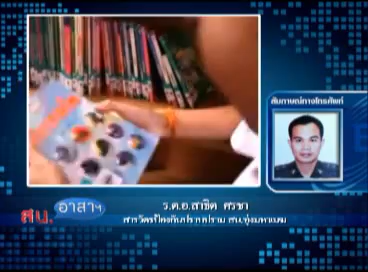 สัมภาษณ์ทางโทรศัพท์
สน. อาสาฯ
ร.ต.อ.สาธิต ศรชา
สารวัตรป้องกันปราบปราม สน.ทุ่งมหาเมฆ